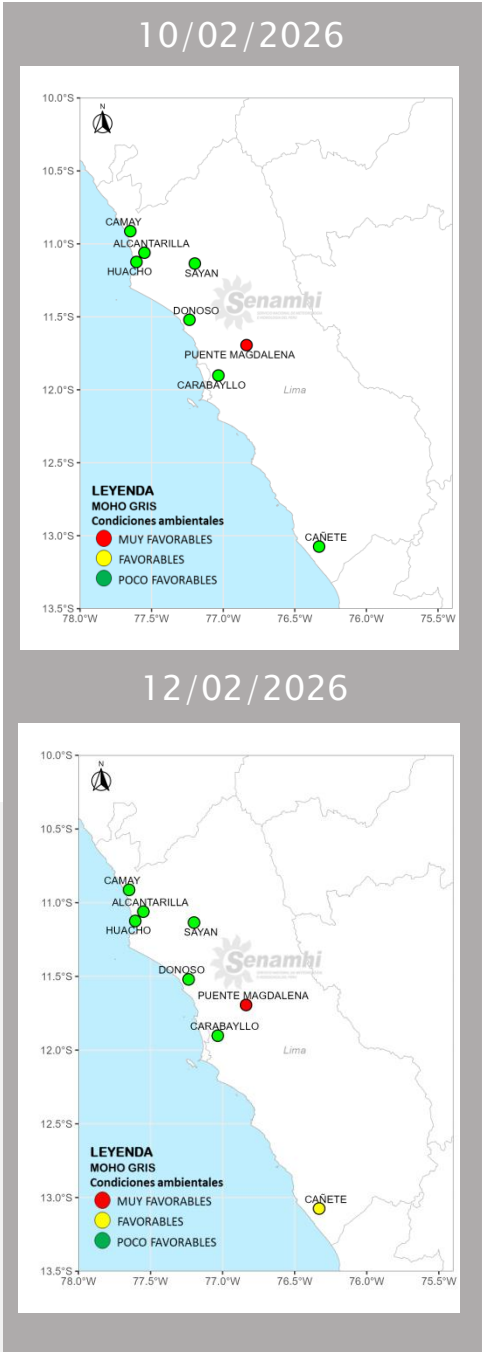 10/02/2026
N
10.0°S
10.5°S
CAMAY
11.0°S
ALCANTARILLA
HUACHO
SAYAN
Senamhi
DONOSO
11.5°S
PUENTE MAGDALENA
CARABAYLLO
12.0°S
Lima
12.5°S
LEYENDA
MOHO GRIS
Condiciones ambientales
MUY FAVORABLES
FAVORABLES
POCO FAVORABLES
CAÑETE
13.0°S
13.5°S
78.0°W 77.5°W 77.0°W 76.5°W 76.0°W 75.5°W
12/02/2026
10.0°S
N
10.5°S
CAMAY
11.0°S
ALCANTARILLA
HUACHO
SAYAN
Senamhi
DONOSO
11.5°S
PUENTE MAGDALENA
CARABAYLLO
12.0°S
Lima
12.5°S
LEYENDA
MOHO GRIS
Condiciones ambientales
MUY FAVORABLES
FAVORABLES
POCO FAVORABLES
CAÑETE
13.0°S
13.5°S
78.0°W 77.5°W 77.0°W 76.5°W 76.0°W 75.5°W